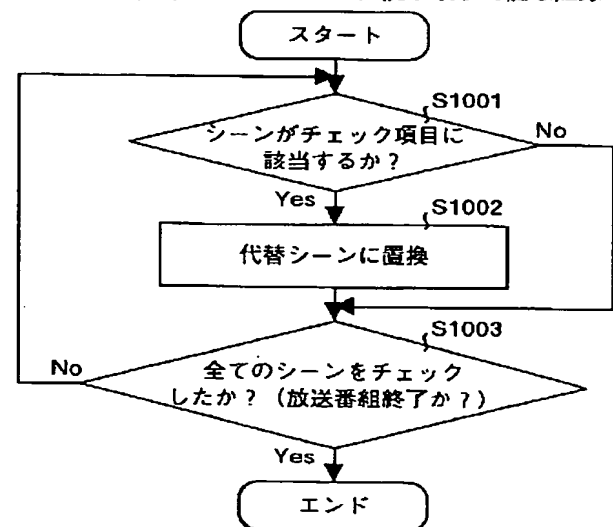 スタート
S1001
シーンがチェック項目に
該当するか？
No
Yes
S1002
代替シーンに置換
S1003
全てのシーンをチェック
したか？（放送番組終了か？）
No
Yes
エンド